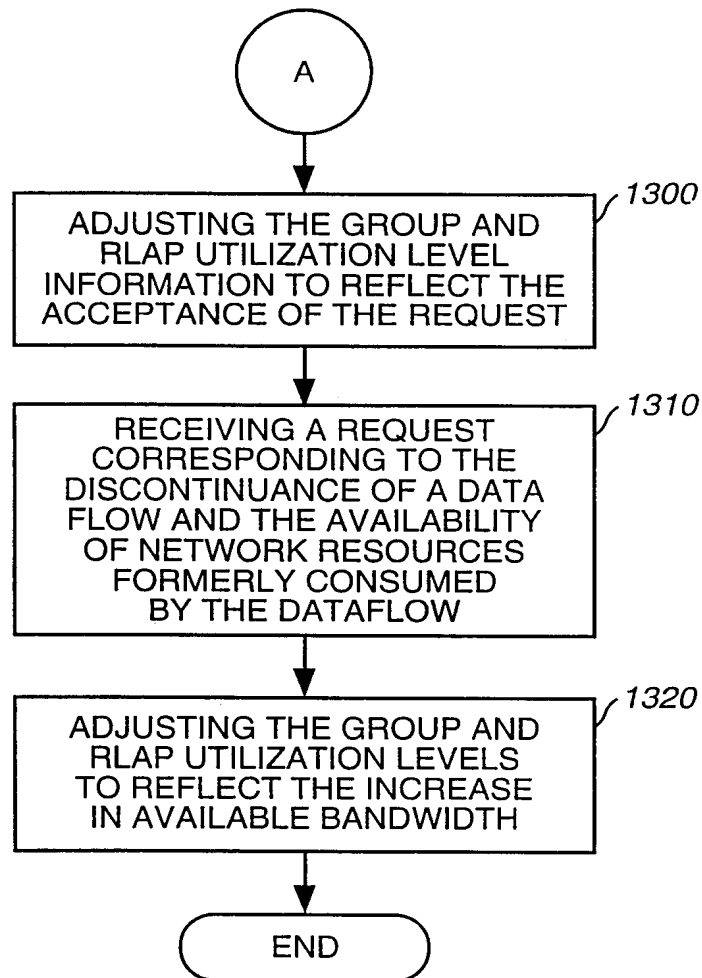 A
1300
ADJUSTING THE GROUP AND
RLAP UTILIZATION LEVEL
INFORMATION TO REFLECT THE
ACCEPTANCE OF THE REQUEST
1310
RECEIVING A REQUEST
CORRESPONDING TO THE
DISCONTINUANCE OF A DATA
FLOW AND THE AVAILABILITY
OF NETWORK RESOURCES
FORMERLY CONSUMED
BY THE DATAFLOW
1320
ADJUSTING THE GROUP AND
RLAP UTILIZATION LEVELS
TO REFLECT THE INCREASE
IN AVAILABLE BANDWIDTH
END